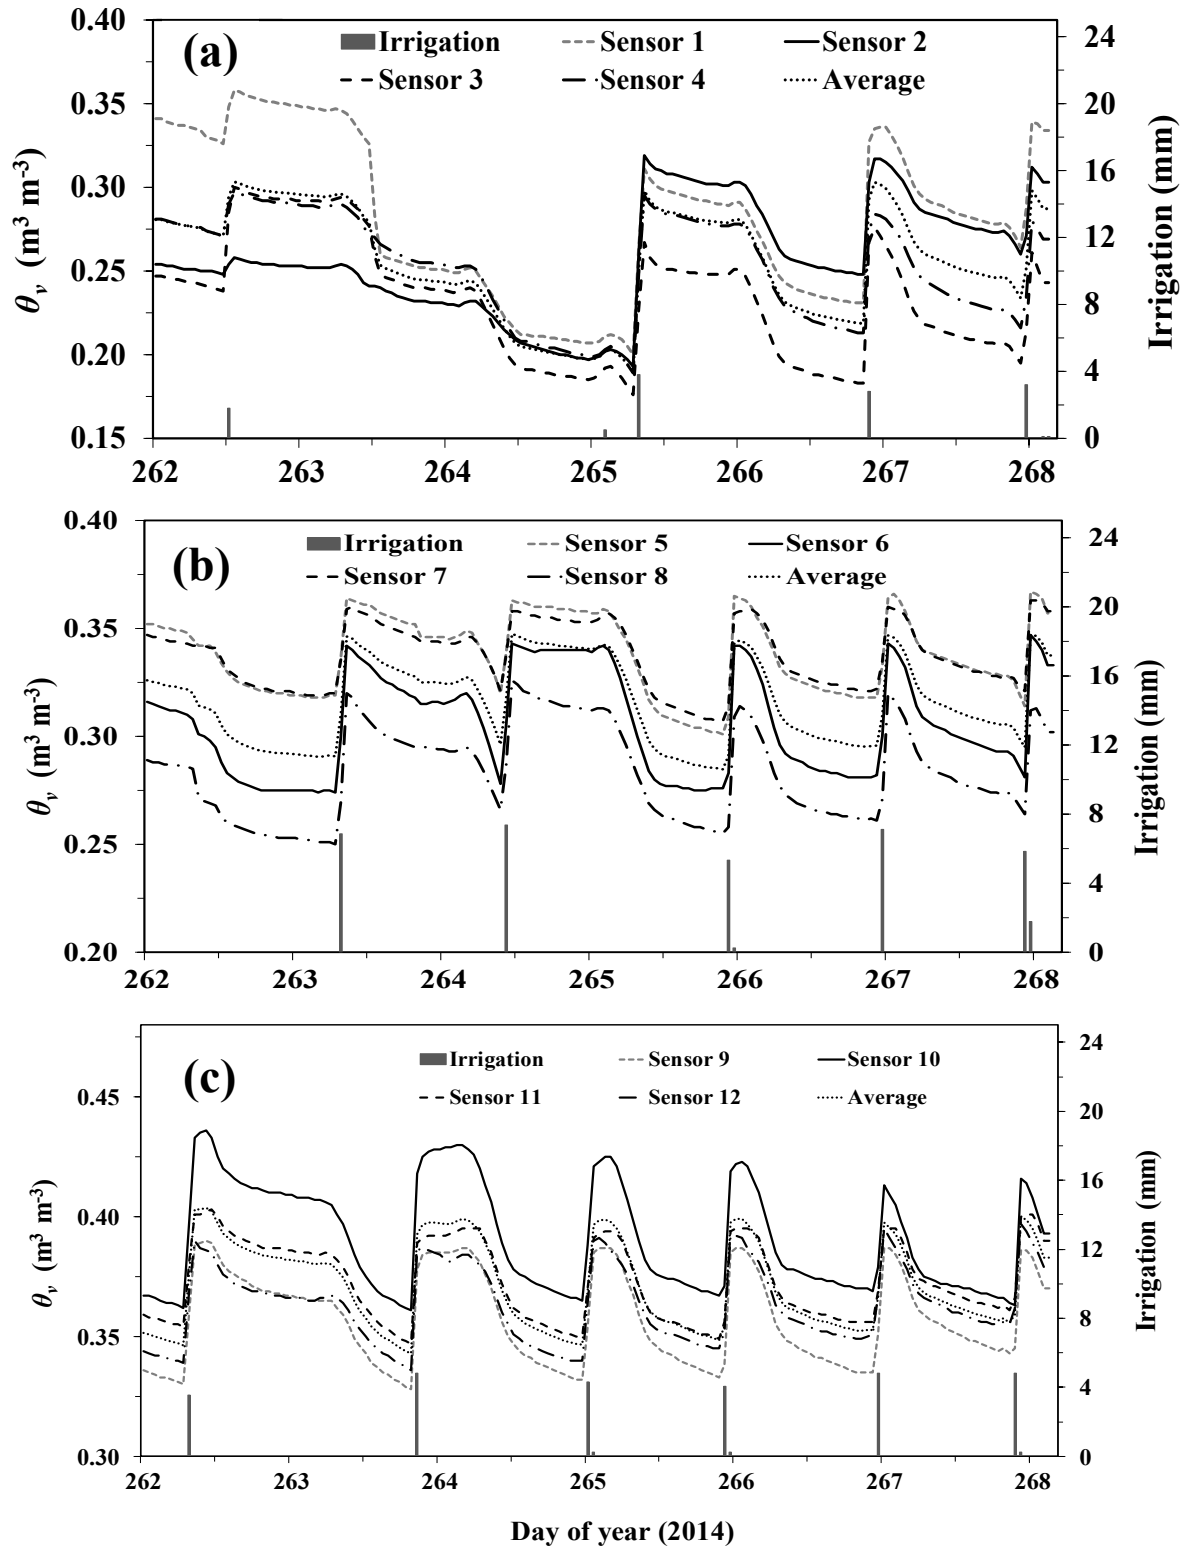 (a)
Irrigation Sensor 1 Sensor 2
Sensor 3 Sensor 4 Average
0.40
0.35
0.30
0.25
0.20
0.15
θv (m3 m-3)
24
20
16
12
8
4
0
Irrigation (mm)
262 263 264 265 266 267 268
(b)
Irrigation Sensor 5 Sensor 6
Sensor 7 Sensor 8 Average
0.40
0.35
0.30
0.25
0.20
θv (m3 m-3)
24
20
16
12
8
4
0
Irrigation (mm)
262 263 264 265 266 267 268
(c)
Irrigation Sensor 9 Sensor 10
Sensor 11 Sensor 12 Average
0.45
0.40
0.35
0.30
θv (m3 m-3)
24
20
16
12
8
4
0
Irrigation (mm)
262 263 264 265 266 267 268
Day of year (2014)